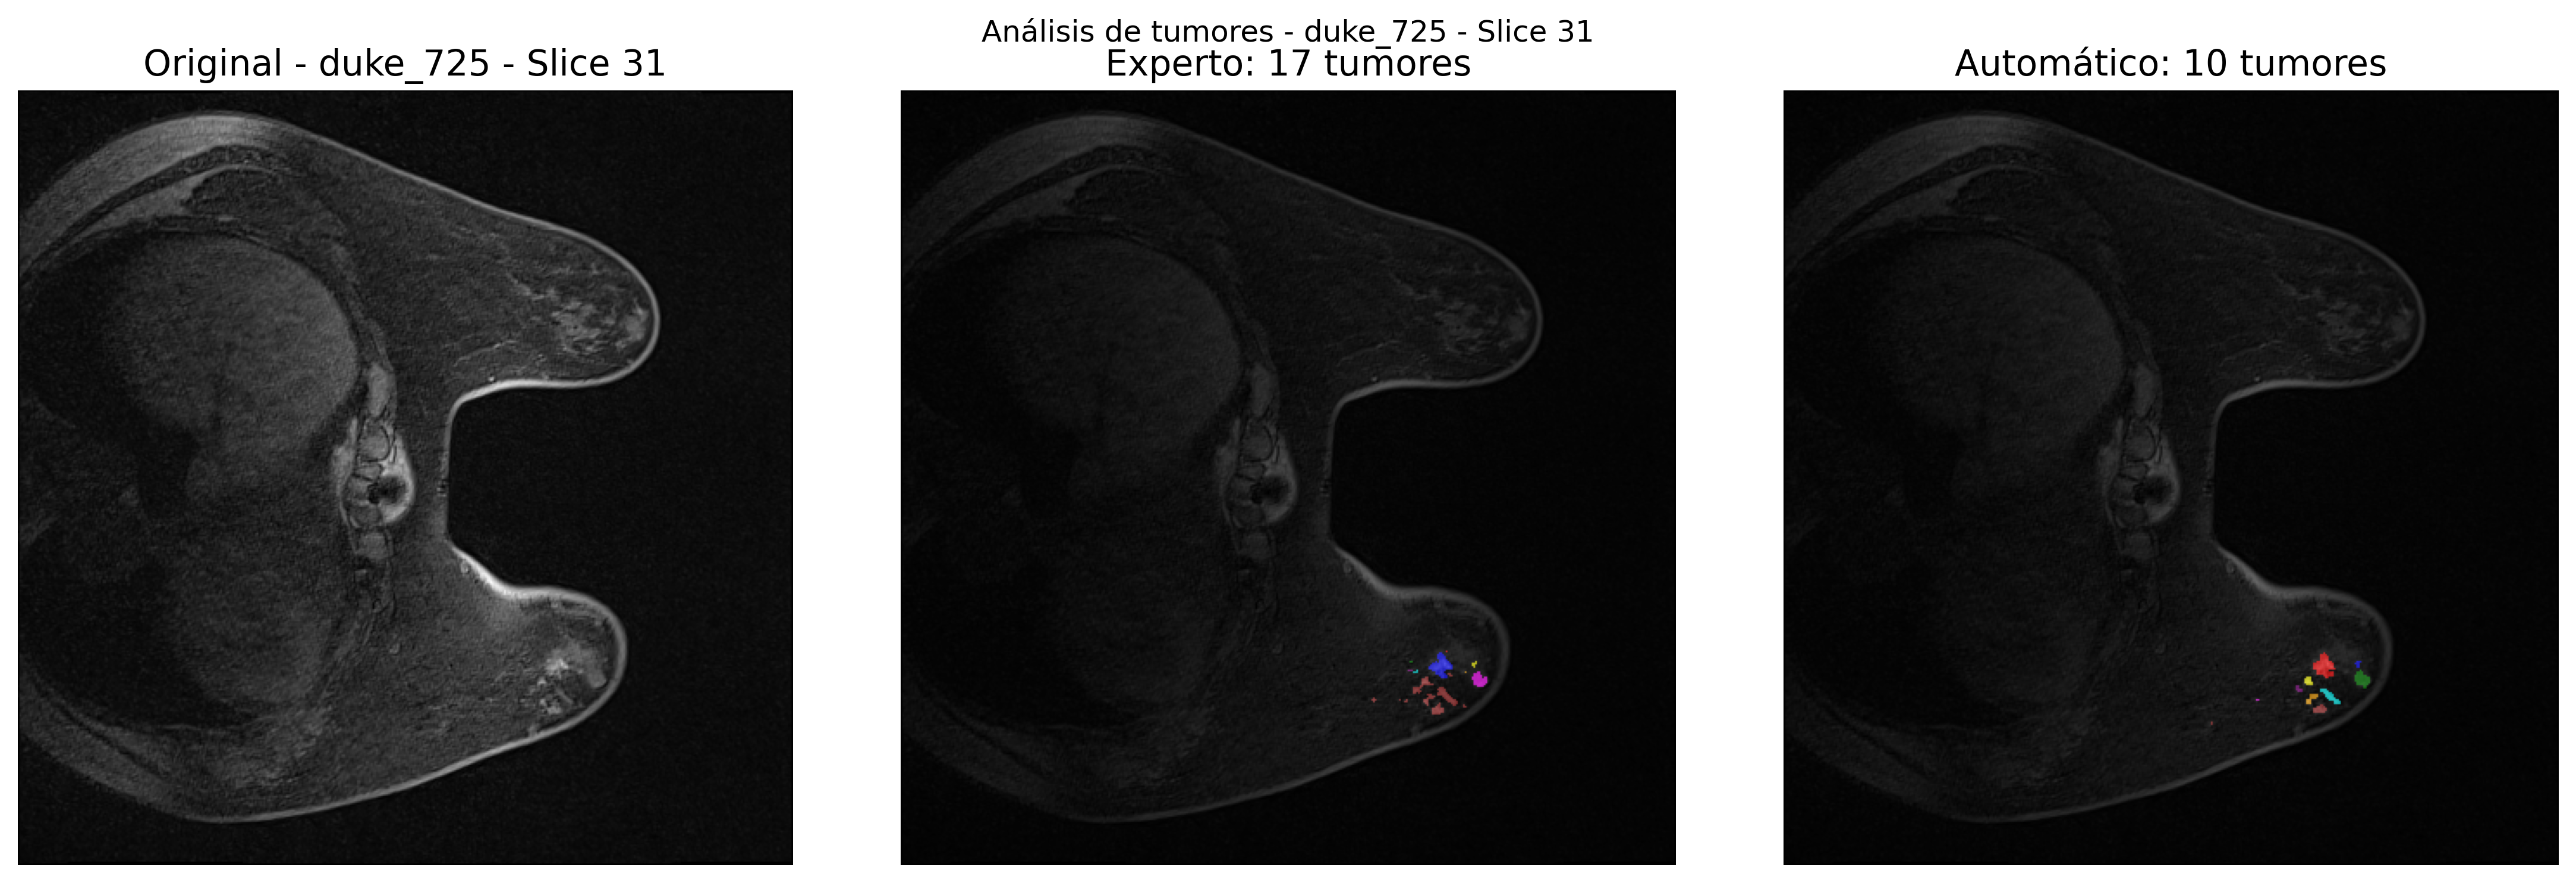 Análisis de tumores - duke_725 - Slice 31
Original - duke_725 - Slice 31
Experto: 17 tumores
Automático: 10 tumores